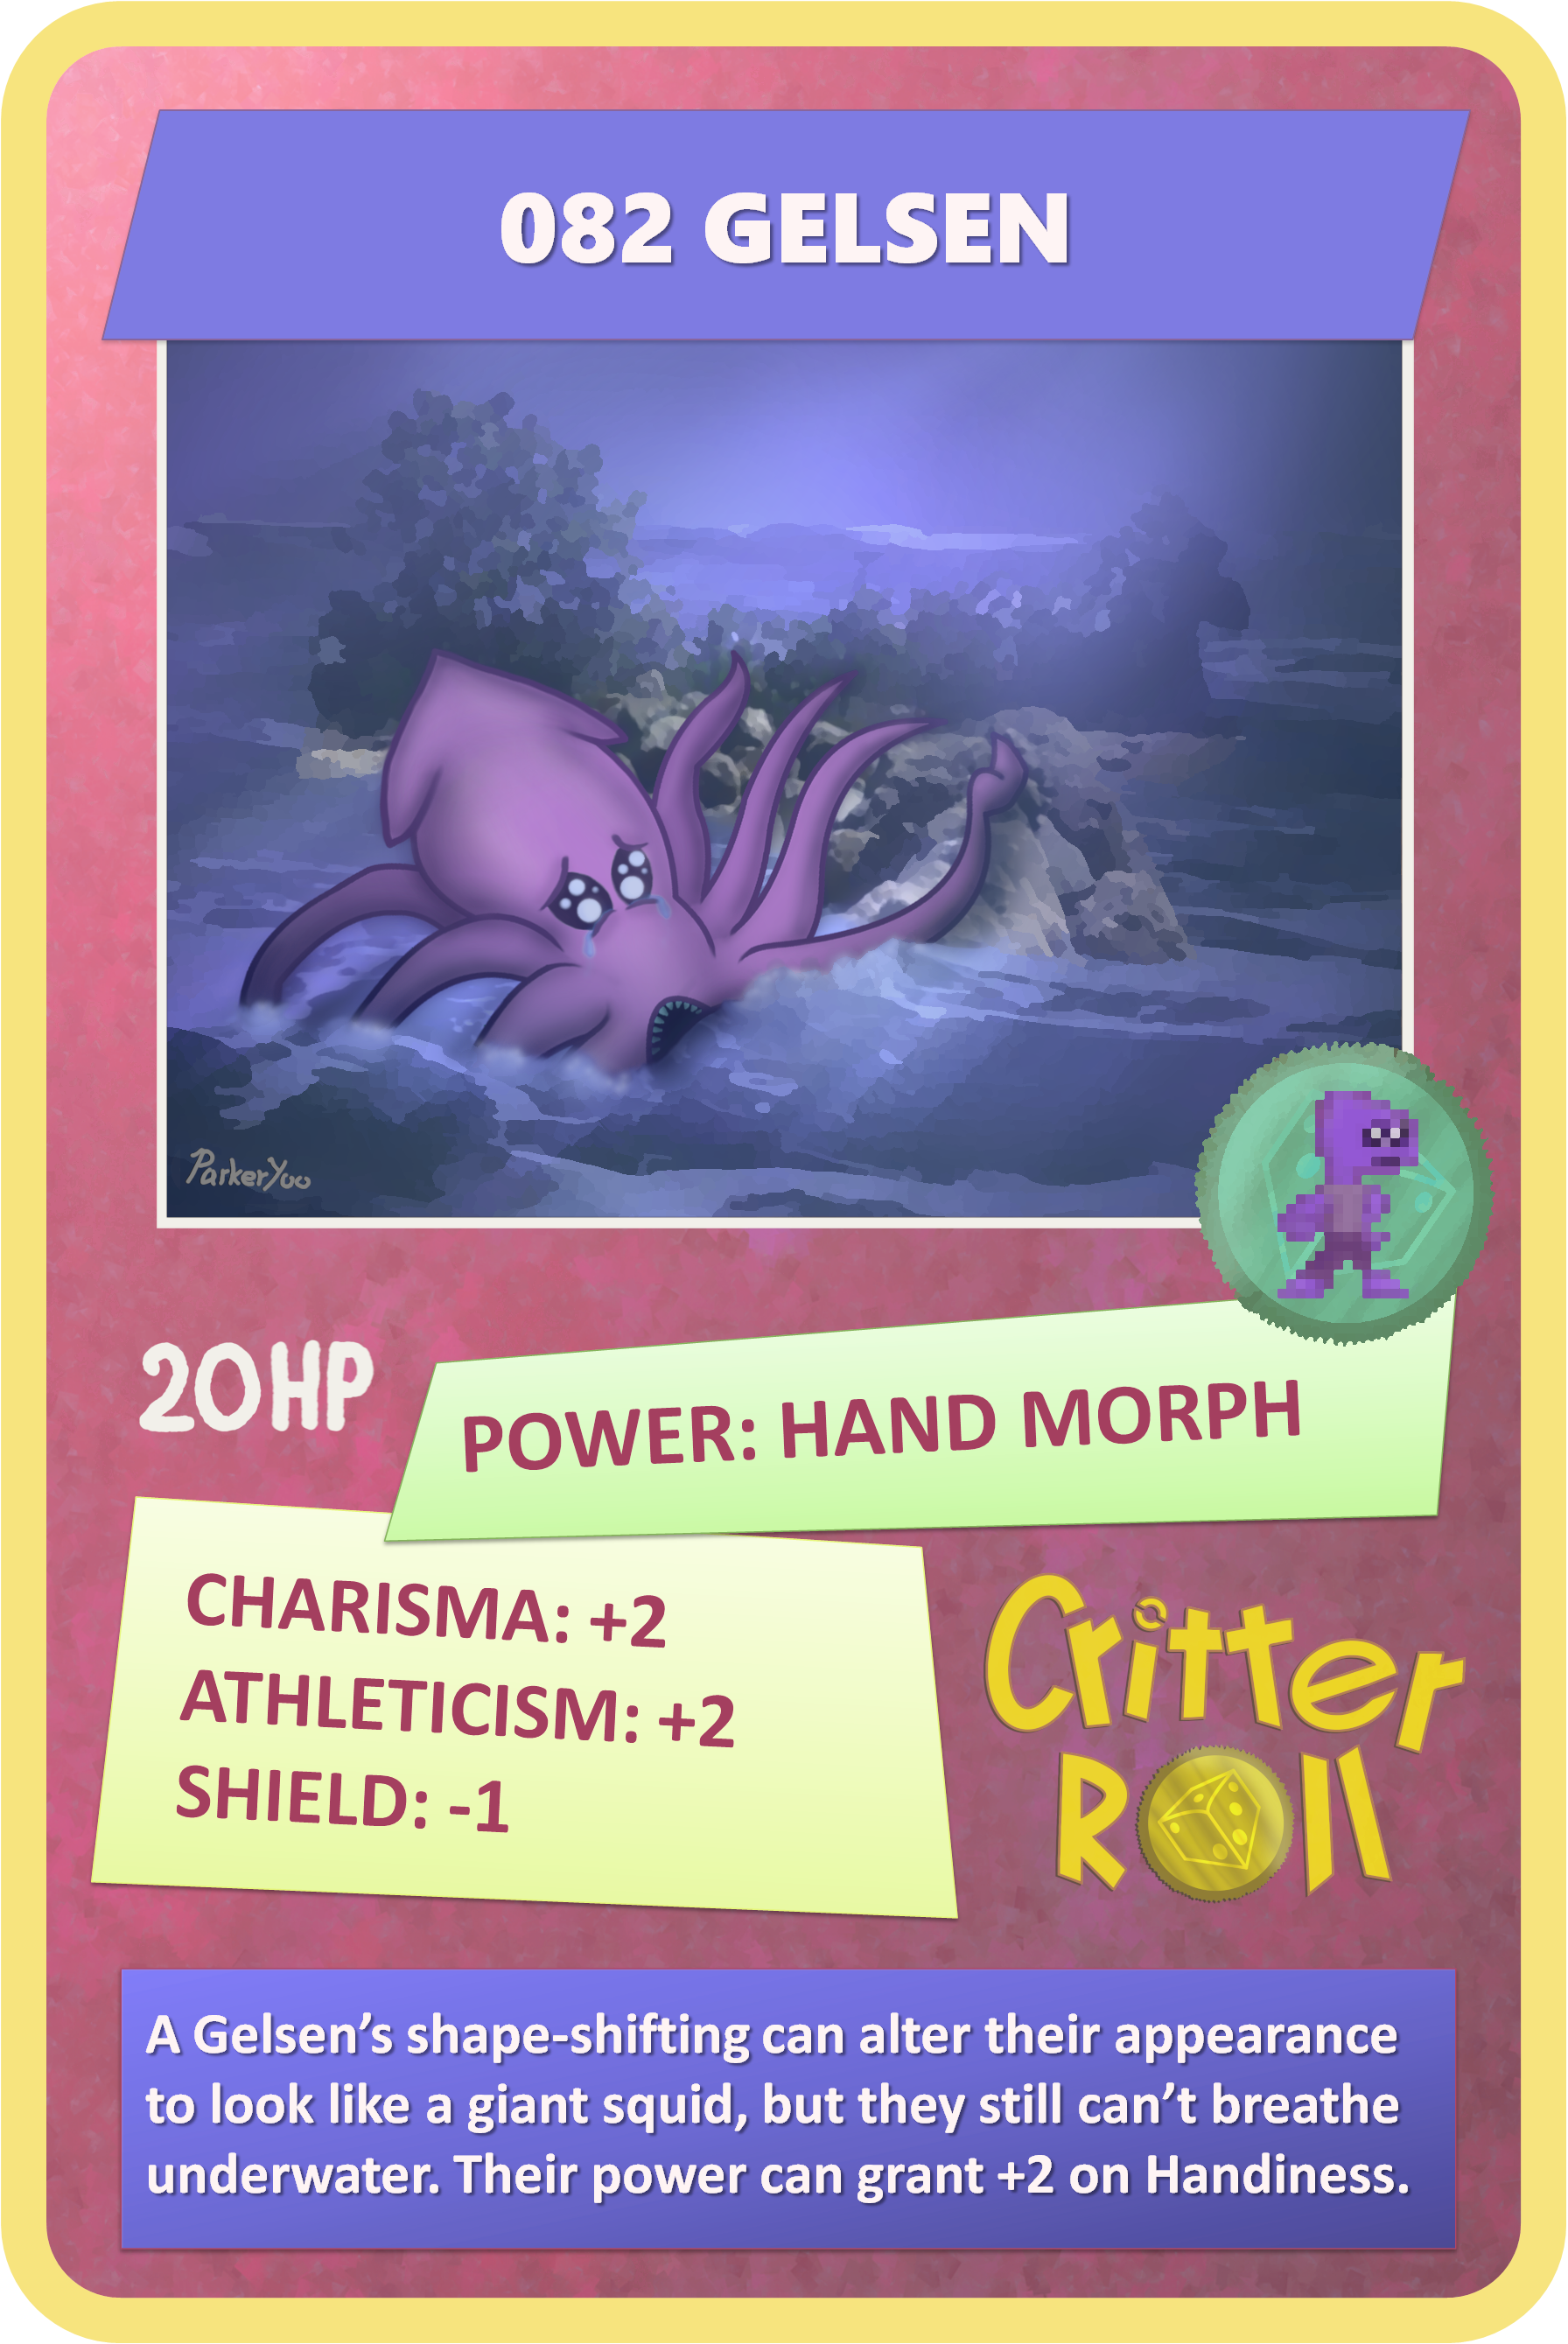 082 GELSEN
ParkerYoo
20HP
POWER: HAND MORPH
CHARISMA: +2
ATHLETICISM: +2
SHIELD: -1
Critter
Roll
A Gelsen’s shape-shifting can alter their appearance
to look like a giant squid, but they still can’t breathe
underwater. Their power can grant +2 on Handiness.